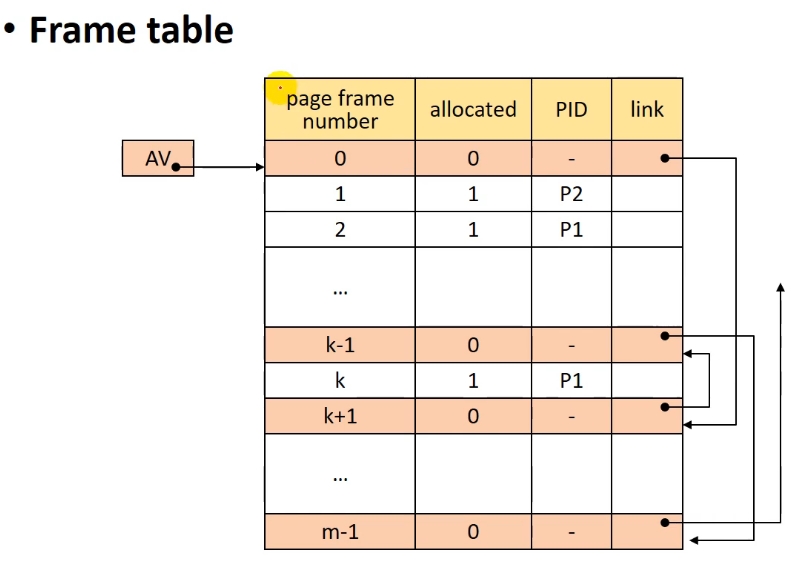 • Frame table
page frame number allocated PID link
AV
0 0 -
1 1 P2
2 1 P1
...
k-1 0 -
k 1 P1
k+1 0 -
...
m-1 0 -